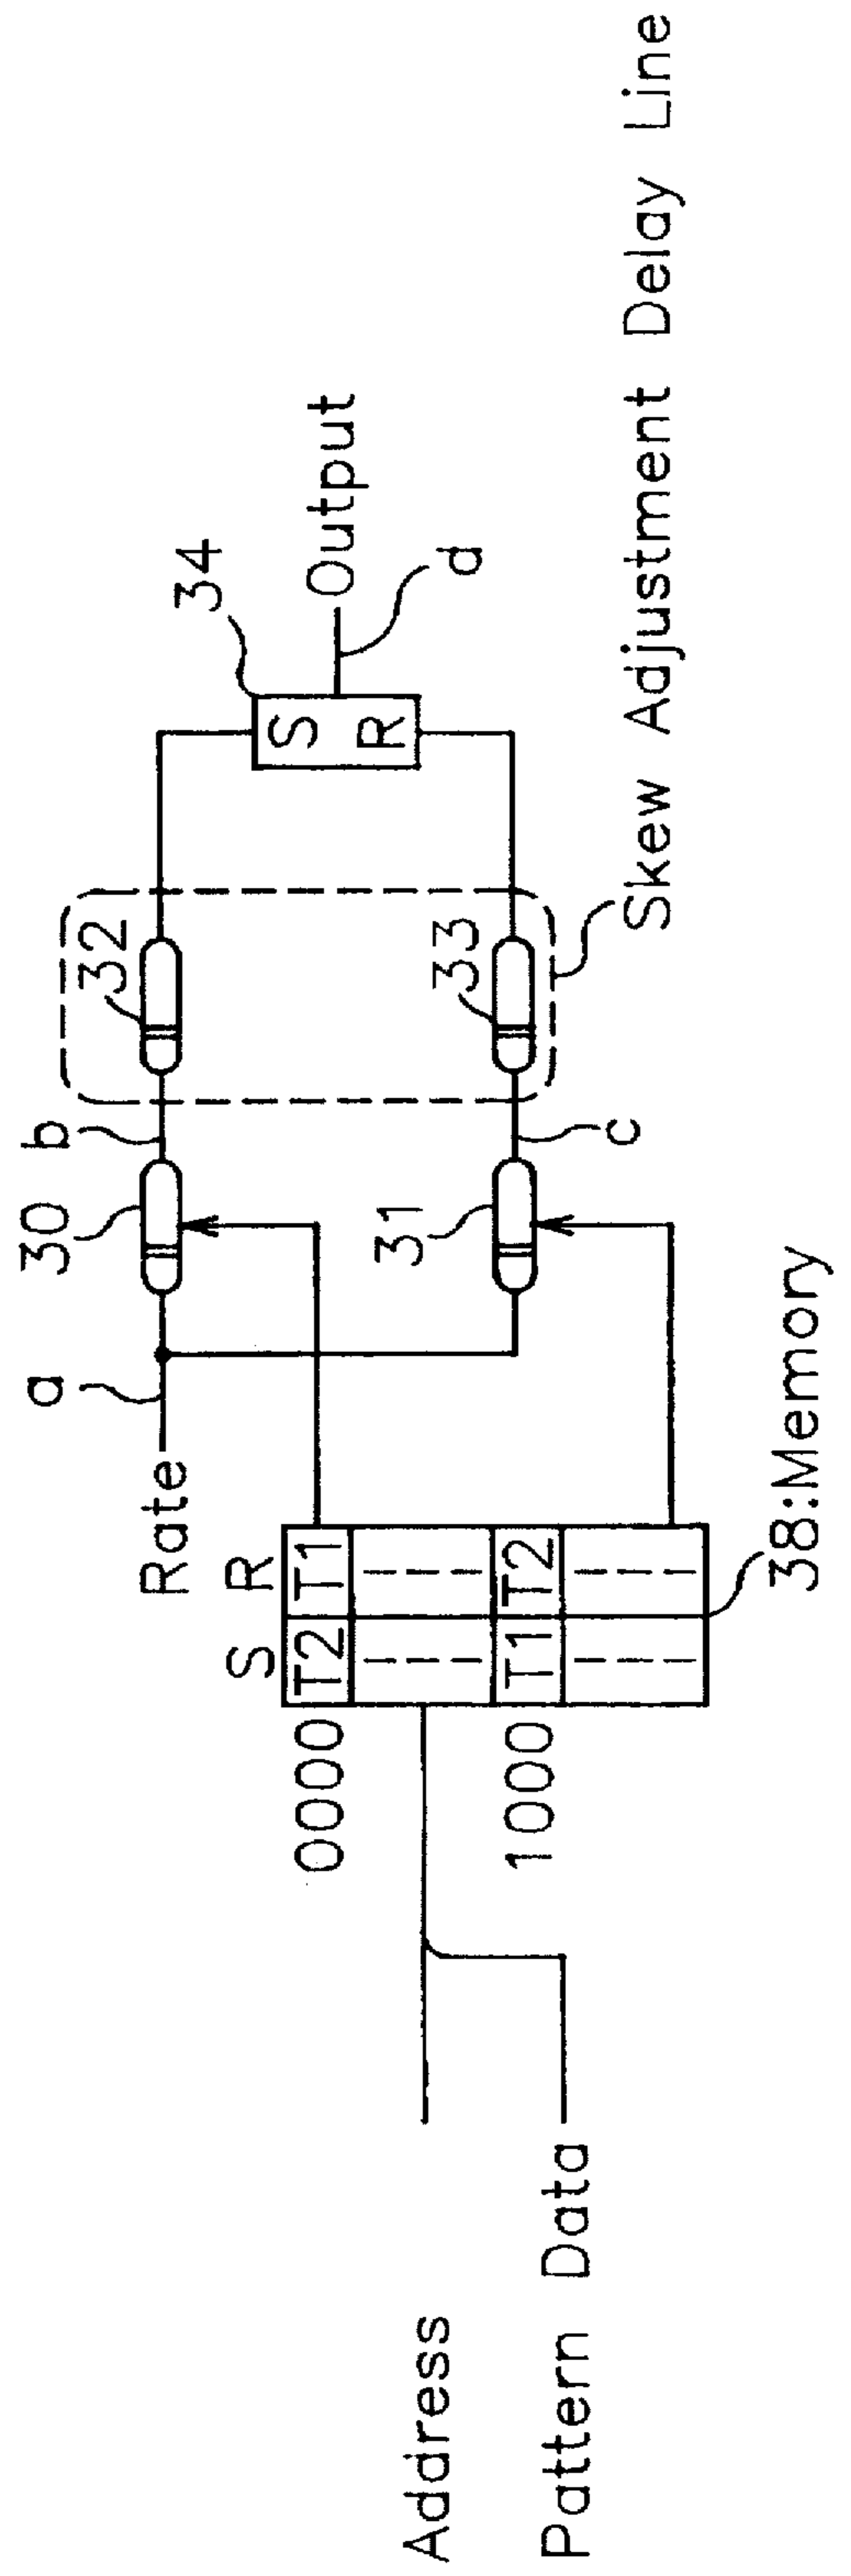 a
30
b
32
34
Rate
S R
Output
d
0000 T2 T1
31
c
33
1000 T1 T2
Address
Pattern Data
38:Memory
Skew Adjustment Delay Line
S
R